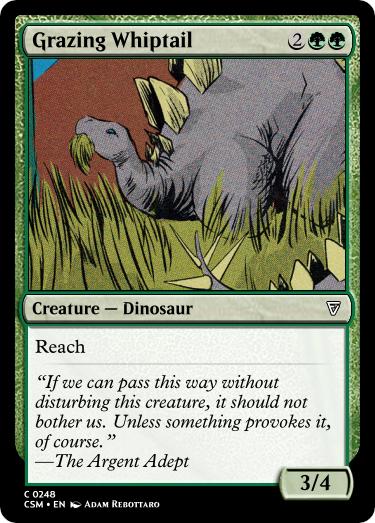 Grazing Whiptail 2
Creature — Dinosaur
Reach
“If we can pass this way without
disturbing this creature, it should not
bother us. Unless something provokes it,
of course.”
—The Argent Adept
3/4
C 0248
CSM • EN Adam Rebottaro